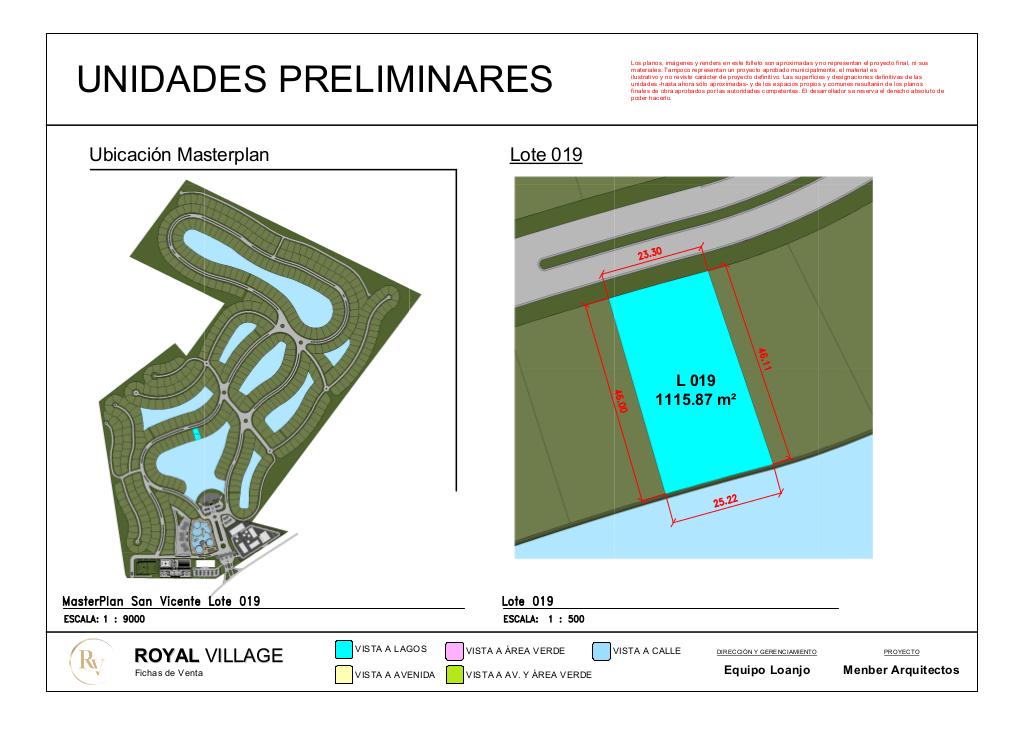 UNIDADES PRELIMINARES
Los planos, imágenes y renders en este folleto son aproximadas y no representan el proyecto final, ni sus
materiales. Tampoco representan un proyecto aprobado municipalmente, el material es
ilustrativo y no reviste carácter de proyecto definitivo. Las superficies y designaciones definitivas de las
unidades -hasta ahora sólo aproximadas- y de los espacios propios y comunes resultarán de los planos
finales de obra aprobados por las autoridades competentes. El desarrollador se reserva el derecho absoluto de
poder hacerlo.
Ubicación Masterplan
Lote 019
23.30
46.11
46.00
L 019
1115.87 m²
25.22
MasterPlan San Vicente Lote 019
ESCALA: 1 : 9000
Lote 019
ESCALA: 1 : 500
RV
ROYAL VILLAGE
Fichas de Venta
VISTA A LAGOS
VISTA A ÁREA VERDE
VISTA A CALLE
VISTA A AVENIDA
VISTA A AV. Y ÁREA VERDE
DIRECCIÓN Y GERENCIAMIENTO
Equipo Loanjo
PROYECTO
Menber Arquitectos